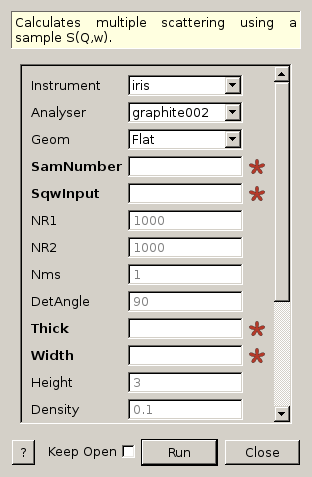 Calculates multiple scattering using a
sample S(Q,w).
Instrument iris
Analyser graphite002
Geom Flat
SamNumber
SqwInput
NR1 1000
NR2 1000
Nms 1
DetAngle 90
Thick
Width
Height 3
Density 0.1
? Keep Open Run Close